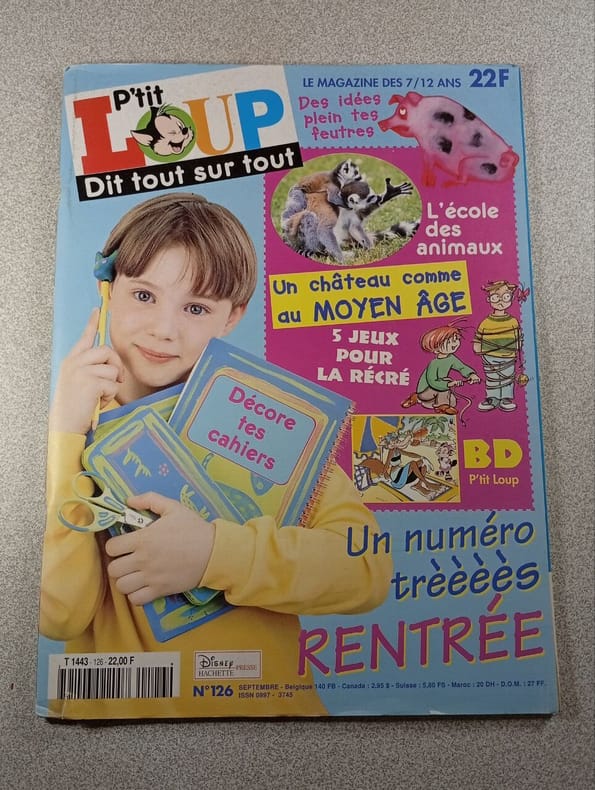 LE MAGAZINE DES 7/12 ANS 22F
P'tit
LOUP
Dit tout sur tout
Des idées
plein tes
feutres
L'école
des
animaux
Un château comme
au MOYEN ÂGE
5 JEUX
POUR
LA RÉCRÉ
Décore
tes
cahiers
BD
P'tit Loup
Un numéro
trèèèès
RENTRÉE
T 1443 - 126 - 22,00 F
DISNEY
HACHETTE PRESSE
N°126 SEPTEMBRE - Belgique 140 FB - Canada : 2,95 $ - Suisse : 5,80 FS - Maroc : 20 DH - D.O.M. : 27 FF.
ISSN 0997 - 3745